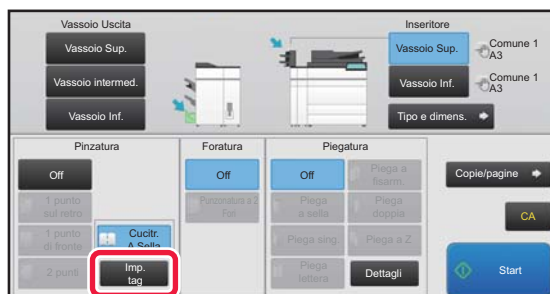 Vassoio Uscita
Inseritore
Vassoio Sup.
Vassoio intermed.
Vassoio Inf.
Vassoio Sup.
Comune 1
A3
Vassoio Inf.
Comune 1
A3
Tipo e dimens.
Pinzatura
Foratura
Piegatura
Off
1 punto
sul retro
1 punto
di fronte
2 punti
Cucitr.
A Sella
Imp.
tag
Off
Punzonatura a 2
Fori
Off
Piega a
fisarm.
Piega
a sella
Piega
doppia
Piega sing.
Piega a Z
Piega
lettera
Dettagli
Copie/pagine
CA
Start